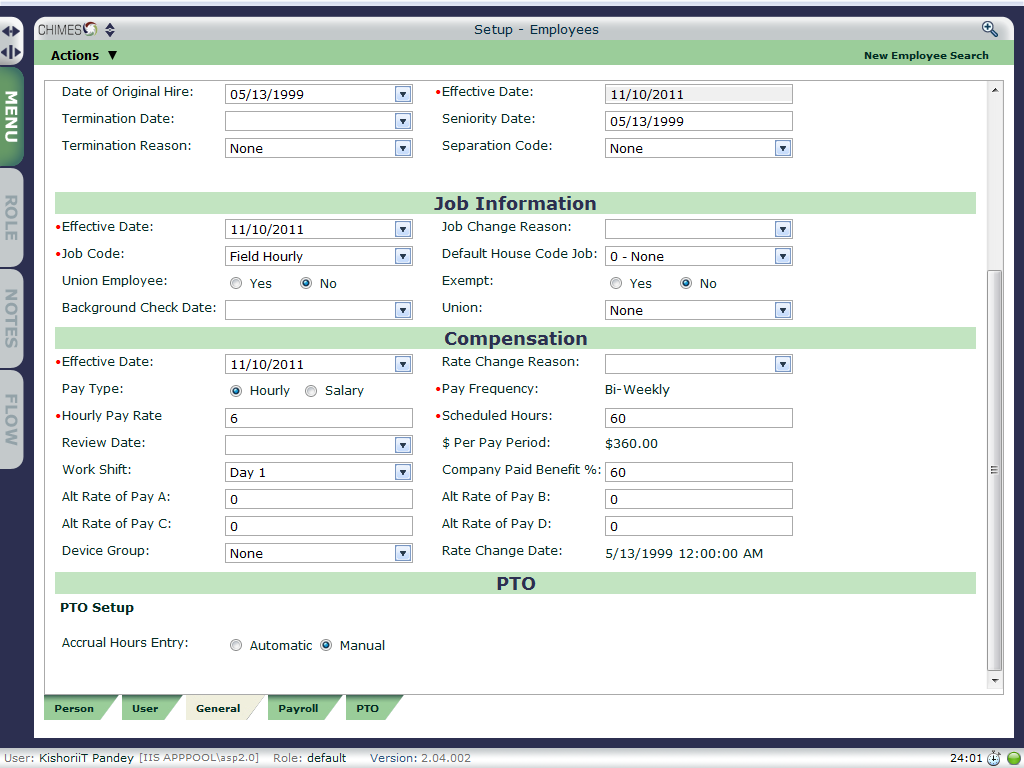 CHIMES
Setup - Employees
Actions ▼
New Employee Search
MENU
ROLE
NOTES
FLOW
Date of Original Hire: 05/13/1999 •Effective Date: 11/10/2011
Termination Date: Seniority Date: 05/13/1999
Termination Reason: None Separation Code: None
Job Information
•Effective Date: 11/10/2011 Job Change Reason:
•Job Code: Field Hourly Default House Code Job: 0 - None
Union Employee: Yes No Exempt: Yes No
Background Check Date: Union: None
Compensation
•Effective Date: 11/10/2011 Rate Change Reason:
Pay Type: Hourly Salary •Pay Frequency: Bi-Weekly
•Hourly Pay Rate 6 •Scheduled Hours: 60
Review Date: $ Per Pay Period: $360.00
Work Shift: Day 1 Company Paid Benefit %: 60
Alt Rate of Pay A: 0 Alt Rate of Pay B: 0
Alt Rate of Pay C: 0 Alt Rate of Pay D: 0
Device Group: None Rate Change Date: 5/13/1999 12:00:00 AM
PTO
PTO Setup
Accrual Hours Entry: Automatic Manual
Person User General Payroll PTO
User: KishoriiT Pandey [IIS APPPOOL\asp2.0] Role: default Version: 2.04.002 24:01